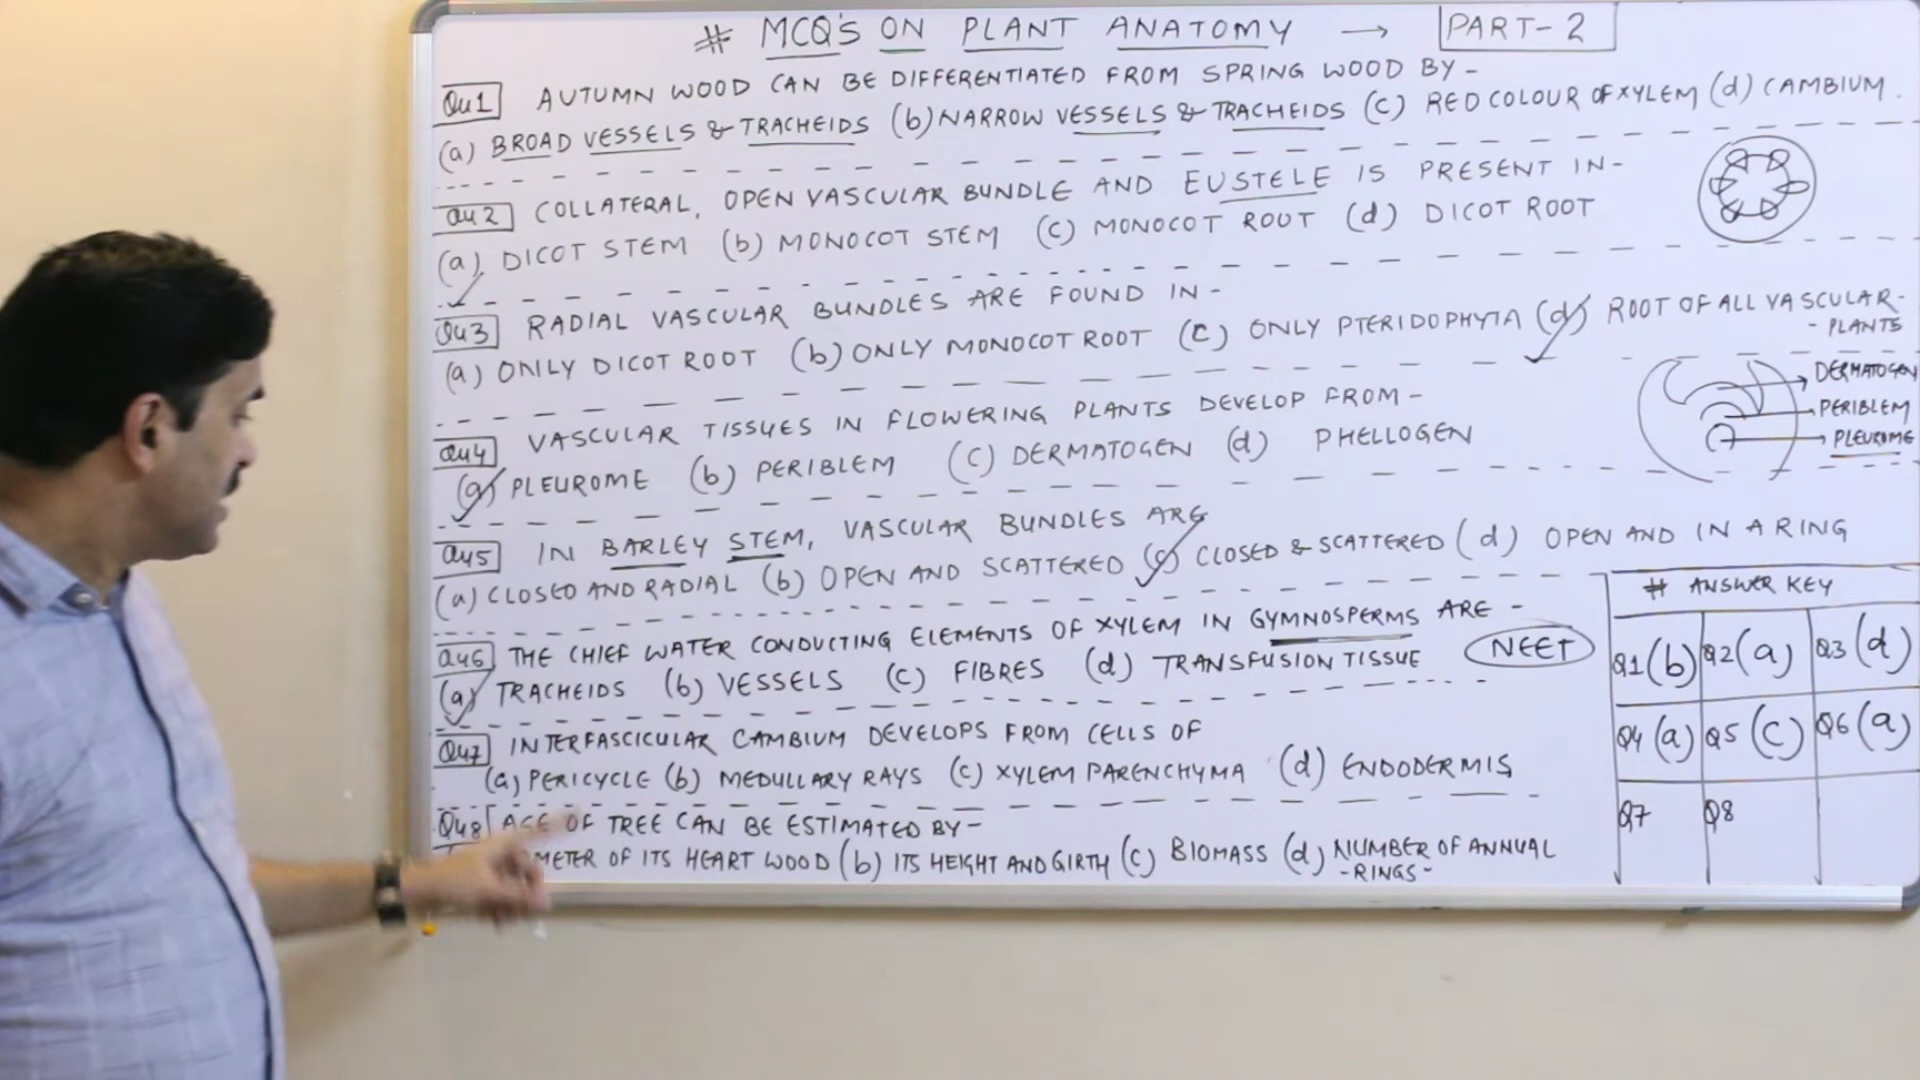 # MCQ'S ON PLANT ANATOMY → PART-2
Qu1 AUTUMN WOOD CAN BE DIFFERENTIATED FROM SPRING WOOD BY -
(a) BROAD VESSELS & TRACHEIDS (b) NARROW VESSELS & TRACHEIDS (c) RED COLOUR OF XYLEM (d) CAMBIUM.
Qu2 COLLATERAL, OPEN VASCULAR BUNDLE AND EUSTELE IS PRESENT IN -
(a) DICOT STEM (b) MONOCOT STEM (c) MONOCOT ROOT (d) DICOT ROOT
Qu3 RADIAL VASCULAR BUNDLES ARE FOUND IN -
(a) ONLY DICOT ROOT (b) ONLY MONOCOT ROOT (c) ONLY PTERIDOPHYTA (d) ROOT OF ALL VASCULAR-
- PLANTS
DERMATOGEN
PERIBLEM
PLEUROME
Qu4 VASCULAR TISSUES IN FLOWERING PLANTS DEVELOP FROM -
(a) PLEUROME (b) PERIBLEM (c) DERMATOGEN (d) PHELLOGEN
Qu5 IN BARLEY STEM, VASCULAR BUNDLES ARE
(a) CLOSED AND RADIAL (b) OPEN AND SCATTERED (c) CLOSED & SCATTERED (d) OPEN AND IN A RING
Qu6 THE CHIEF WATER CONDUCTING ELEMENTS OF XYLEM IN GYMNOSPERMS ARE -
NEET
(a) TRACHEIDS (b) VESSELS (c) FIBRES (d) TRANSFUSION TISSUE
Qu7 INTERFASCICULAR CAMBIUM DEVELOPS FROM CELLS OF
(a) PERICYCLE (b) MEDULLARY RAYS (c) XYLEM PARENCHYMA (d) ENDODERMIS
Qu8 AGE OF TREE CAN BE ESTIMATED BY -
METER OF ITS HEART WOOD (b) ITS HEIGHT AND GIRTH (c) BIOMASS (d) NUMBER OF ANNUAL
- RINGS -
# ANSWER KEY
Q1 (b) Q2 (a) Q3 (d)
Q4 (a) Q5 (c) Q6 (a)
Q7 Q8